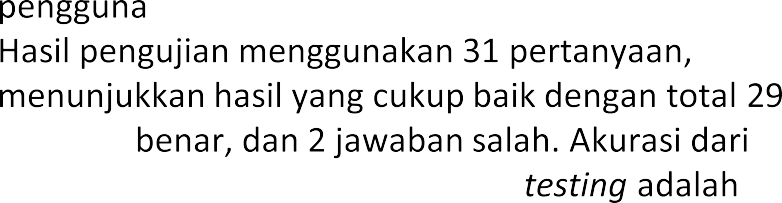 pengguna
Hasil pengujian menggunakan 31 pertanyaan,
menunjukkan hasil yang cukup baik dengan total 29
benar, dan 2 jawaban salah. Akurasi dari
testing adalah